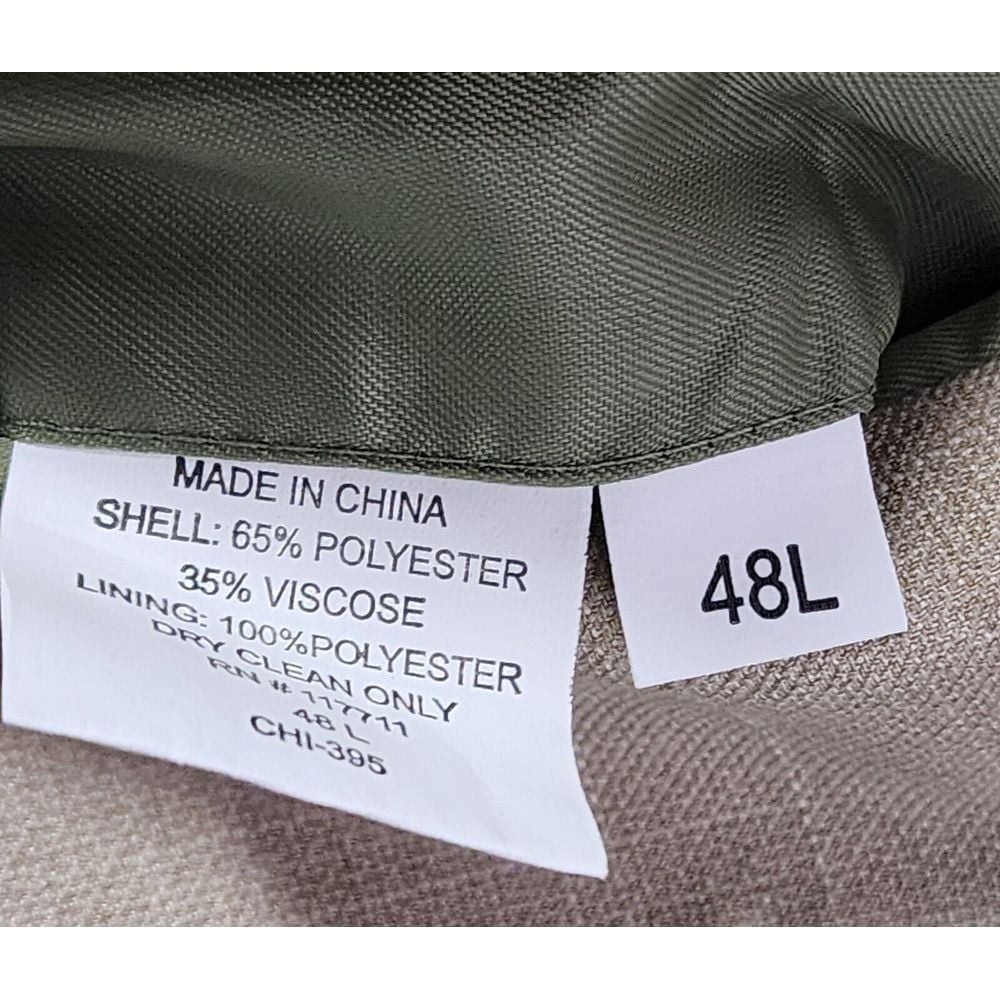 MADE IN CHINA
SHELL: 65% POLYESTER
35% VISCOSE
LINING: 100%POLYESTER
DRY CLEAN ONLY
RN # 117711
48 L
CHI-395
48L